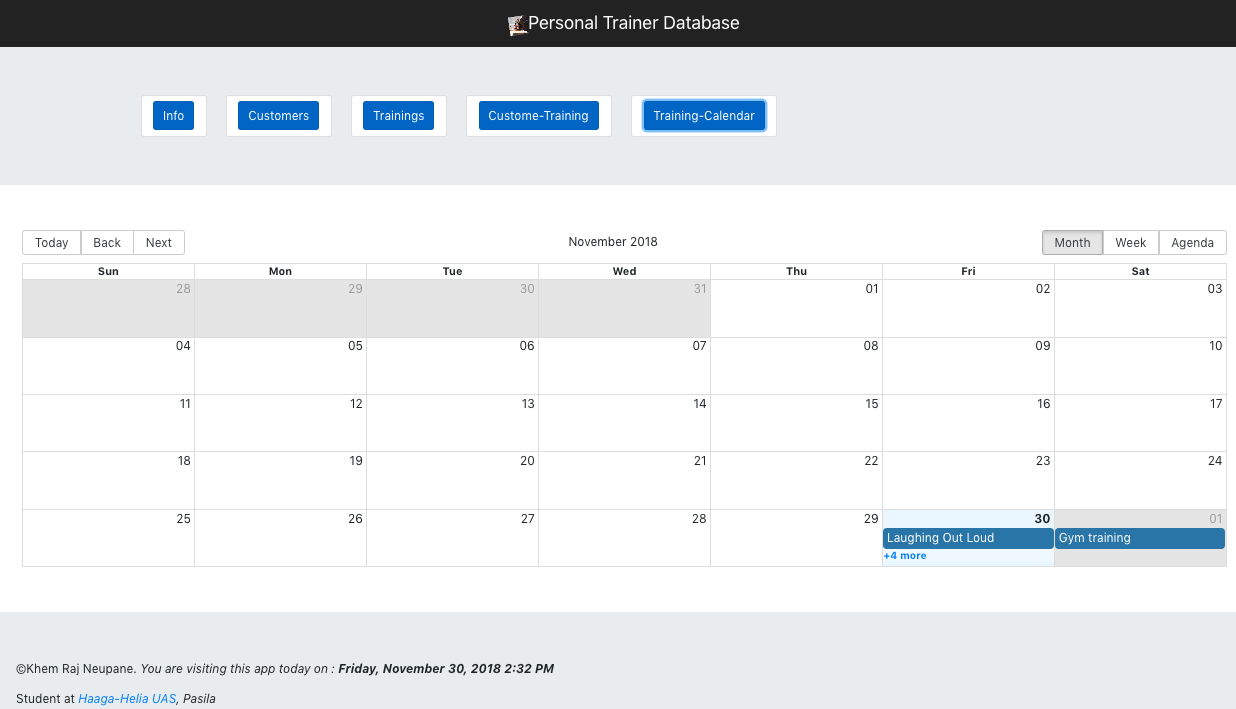 Personal Trainer Database
Info Customers Trainings Custome-Training Training-Calendar
Today Back Next November 2018 Month Week Agenda
Sun Mon Tue Wed Thu Fri Sat
28 29 30 31 01 02 03
04 05 06 07 08 09 10
11 12 13 14 15 16 17
18 19 20 21 22 23 24
25 26 27 28 29 30 01
Laughing Out Loud Gym training
+4 more
©Khem Raj Neupane. You are visiting this app today on : Friday, November 30, 2018 2:32 PM
Student at Haaga-Helia UAS, Pasila